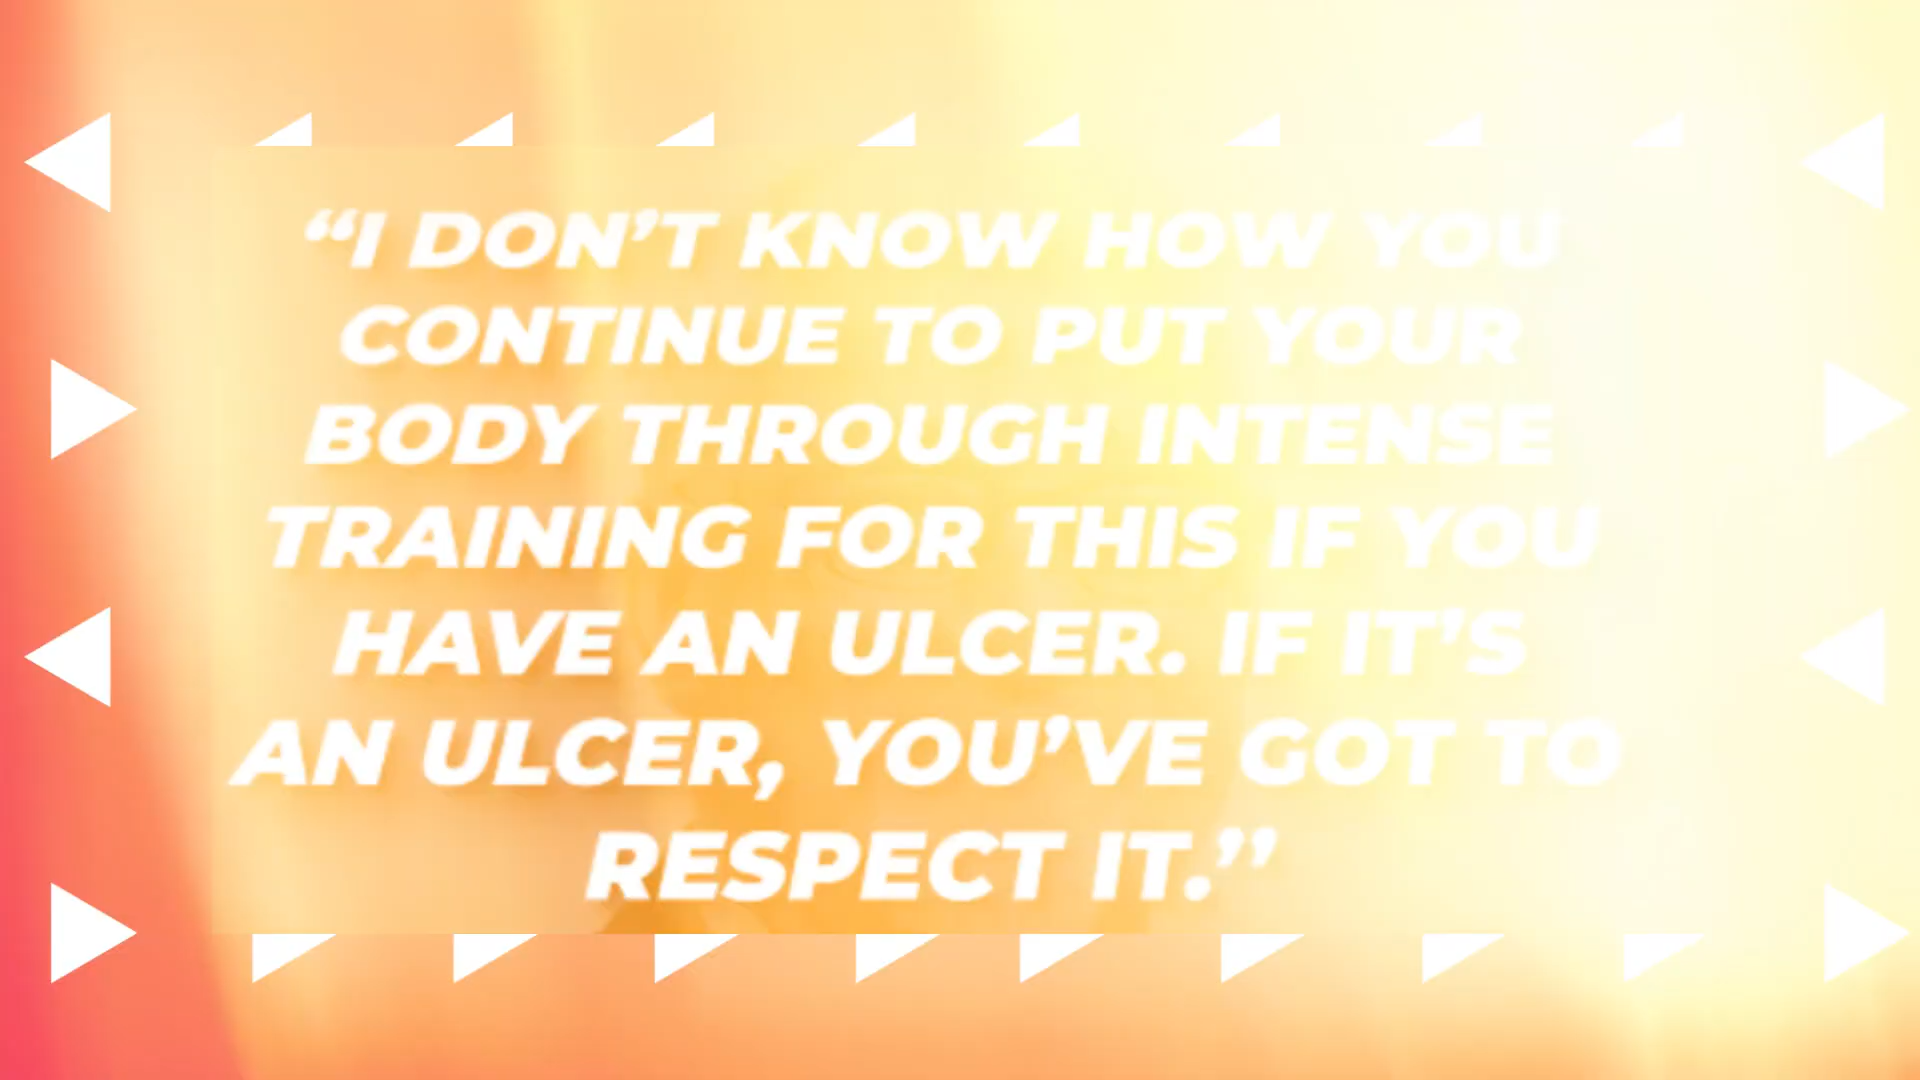 “I DON’T KNOW HOW YOU
CONTINUE TO PUT YOUR
BODY THROUGH INTENSE
TRAINING FOR THIS IF YOU
HAVE AN ULCER. IF IT'S
AN ULCER, YOU’VE GOT TO
RESPECT IT.’’